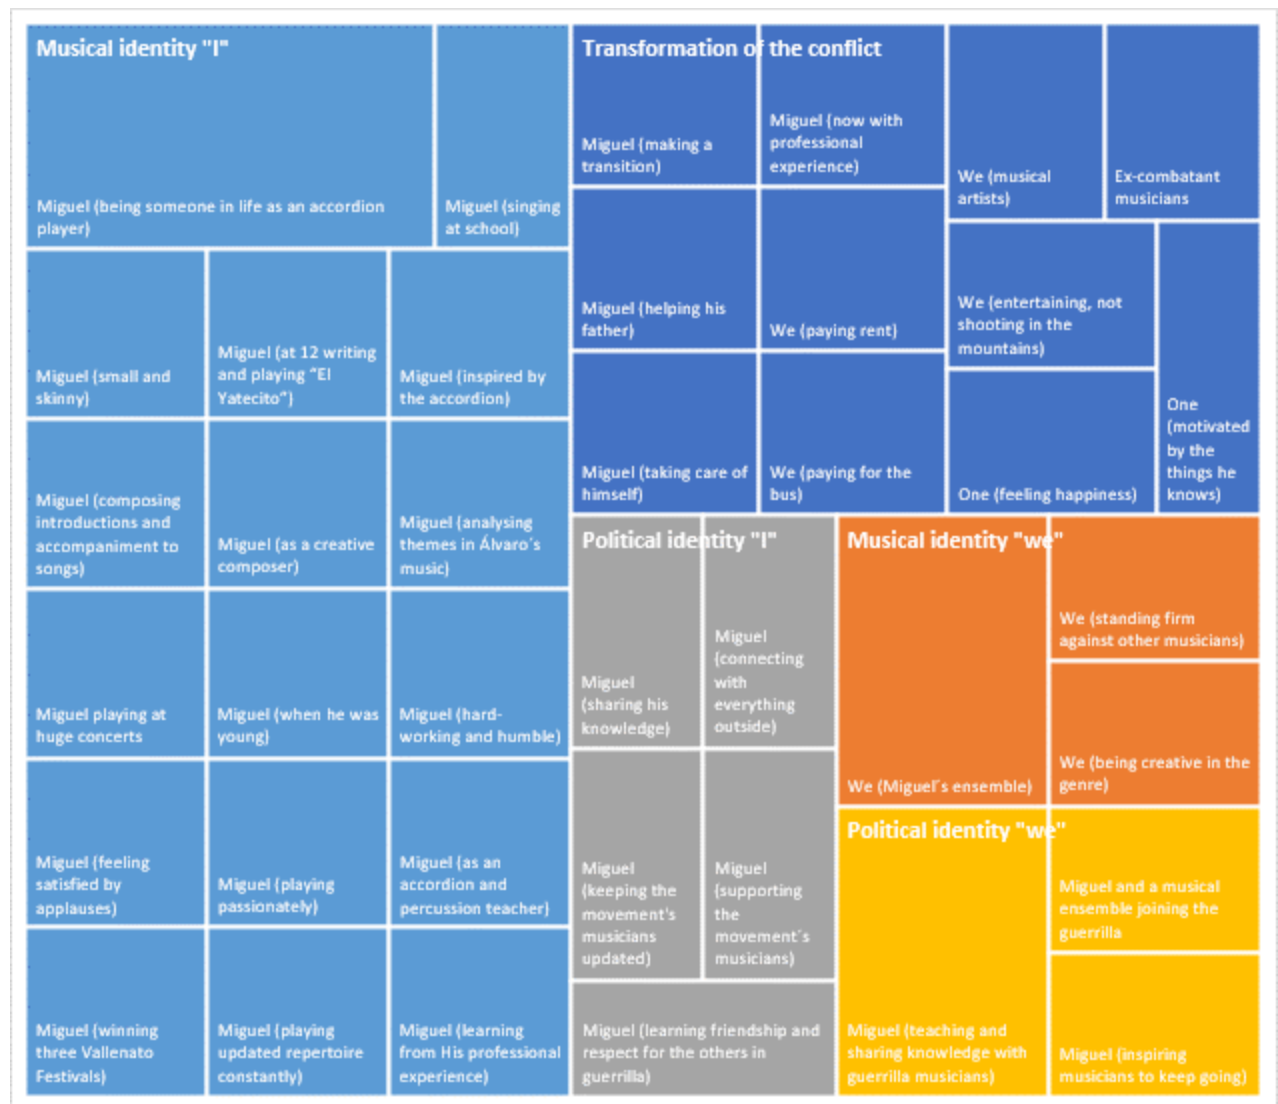 Musical identity "I"
Miguel (being someone in life as an accordion
player)
Miguel (singing
at school)
Miguel (small and
skinny)
Miguel (at 12 writing
and playing “El
Yatecito”)
Miguel (inspired by
the accordion)
Miguel (composing
introductions and
accompaniment to
songs)
Miguel (as a creative
composer)
Miguel (analysing
themes in Álvaro´s
music)
Miguel playing at
huge concerts
Miguel (when he was
young)
Miguel (hard-
working and humble)
Miguel (feeling
satisfied by
applauses)
Miguel (playing
passionately)
Miguel (as an
accordion and
percussion teacher)
Miguel (winning
three Vallenato
Festivals)
Miguel (playing
updated repertoire
constantly)
Miguel (learning
from His professional
experience)
Transformation of the conflict
Miguel (making a
transition)
Miguel (now with
professional
experience)
We (musical
artists)
Ex-combatant
musicians
Miguel (helping his
father)
We (paying rent)
We (entertaining, not
shooting in the
mountains)
One
(motivated
by the
things he
knows)
Miguel (taking care of
himself)
We (paying for the
bus)
One (feeling happiness)
Political identity "I"
Miguel
(sharing his
knowledge)
Miguel
(connecting
with
everything
outside)
Miguel
(keeping the
movement's
musicians
updated)
Miguel
(supporting
the
movement´s
musicians)
Miguel (learning friendship and
respect for the others in
guerrilla)
Musical identity "we"
We (Miguel´s ensemble)
We (standing firm
against other musicians)
We (being creative in the
genre)
Political identity "we"
Miguel (teaching and
sharing knowledge with
guerrilla musicians)
Miguel and a musical
ensemble joining the
guerrilla
Miguel (inspiring
musicians to keep going)